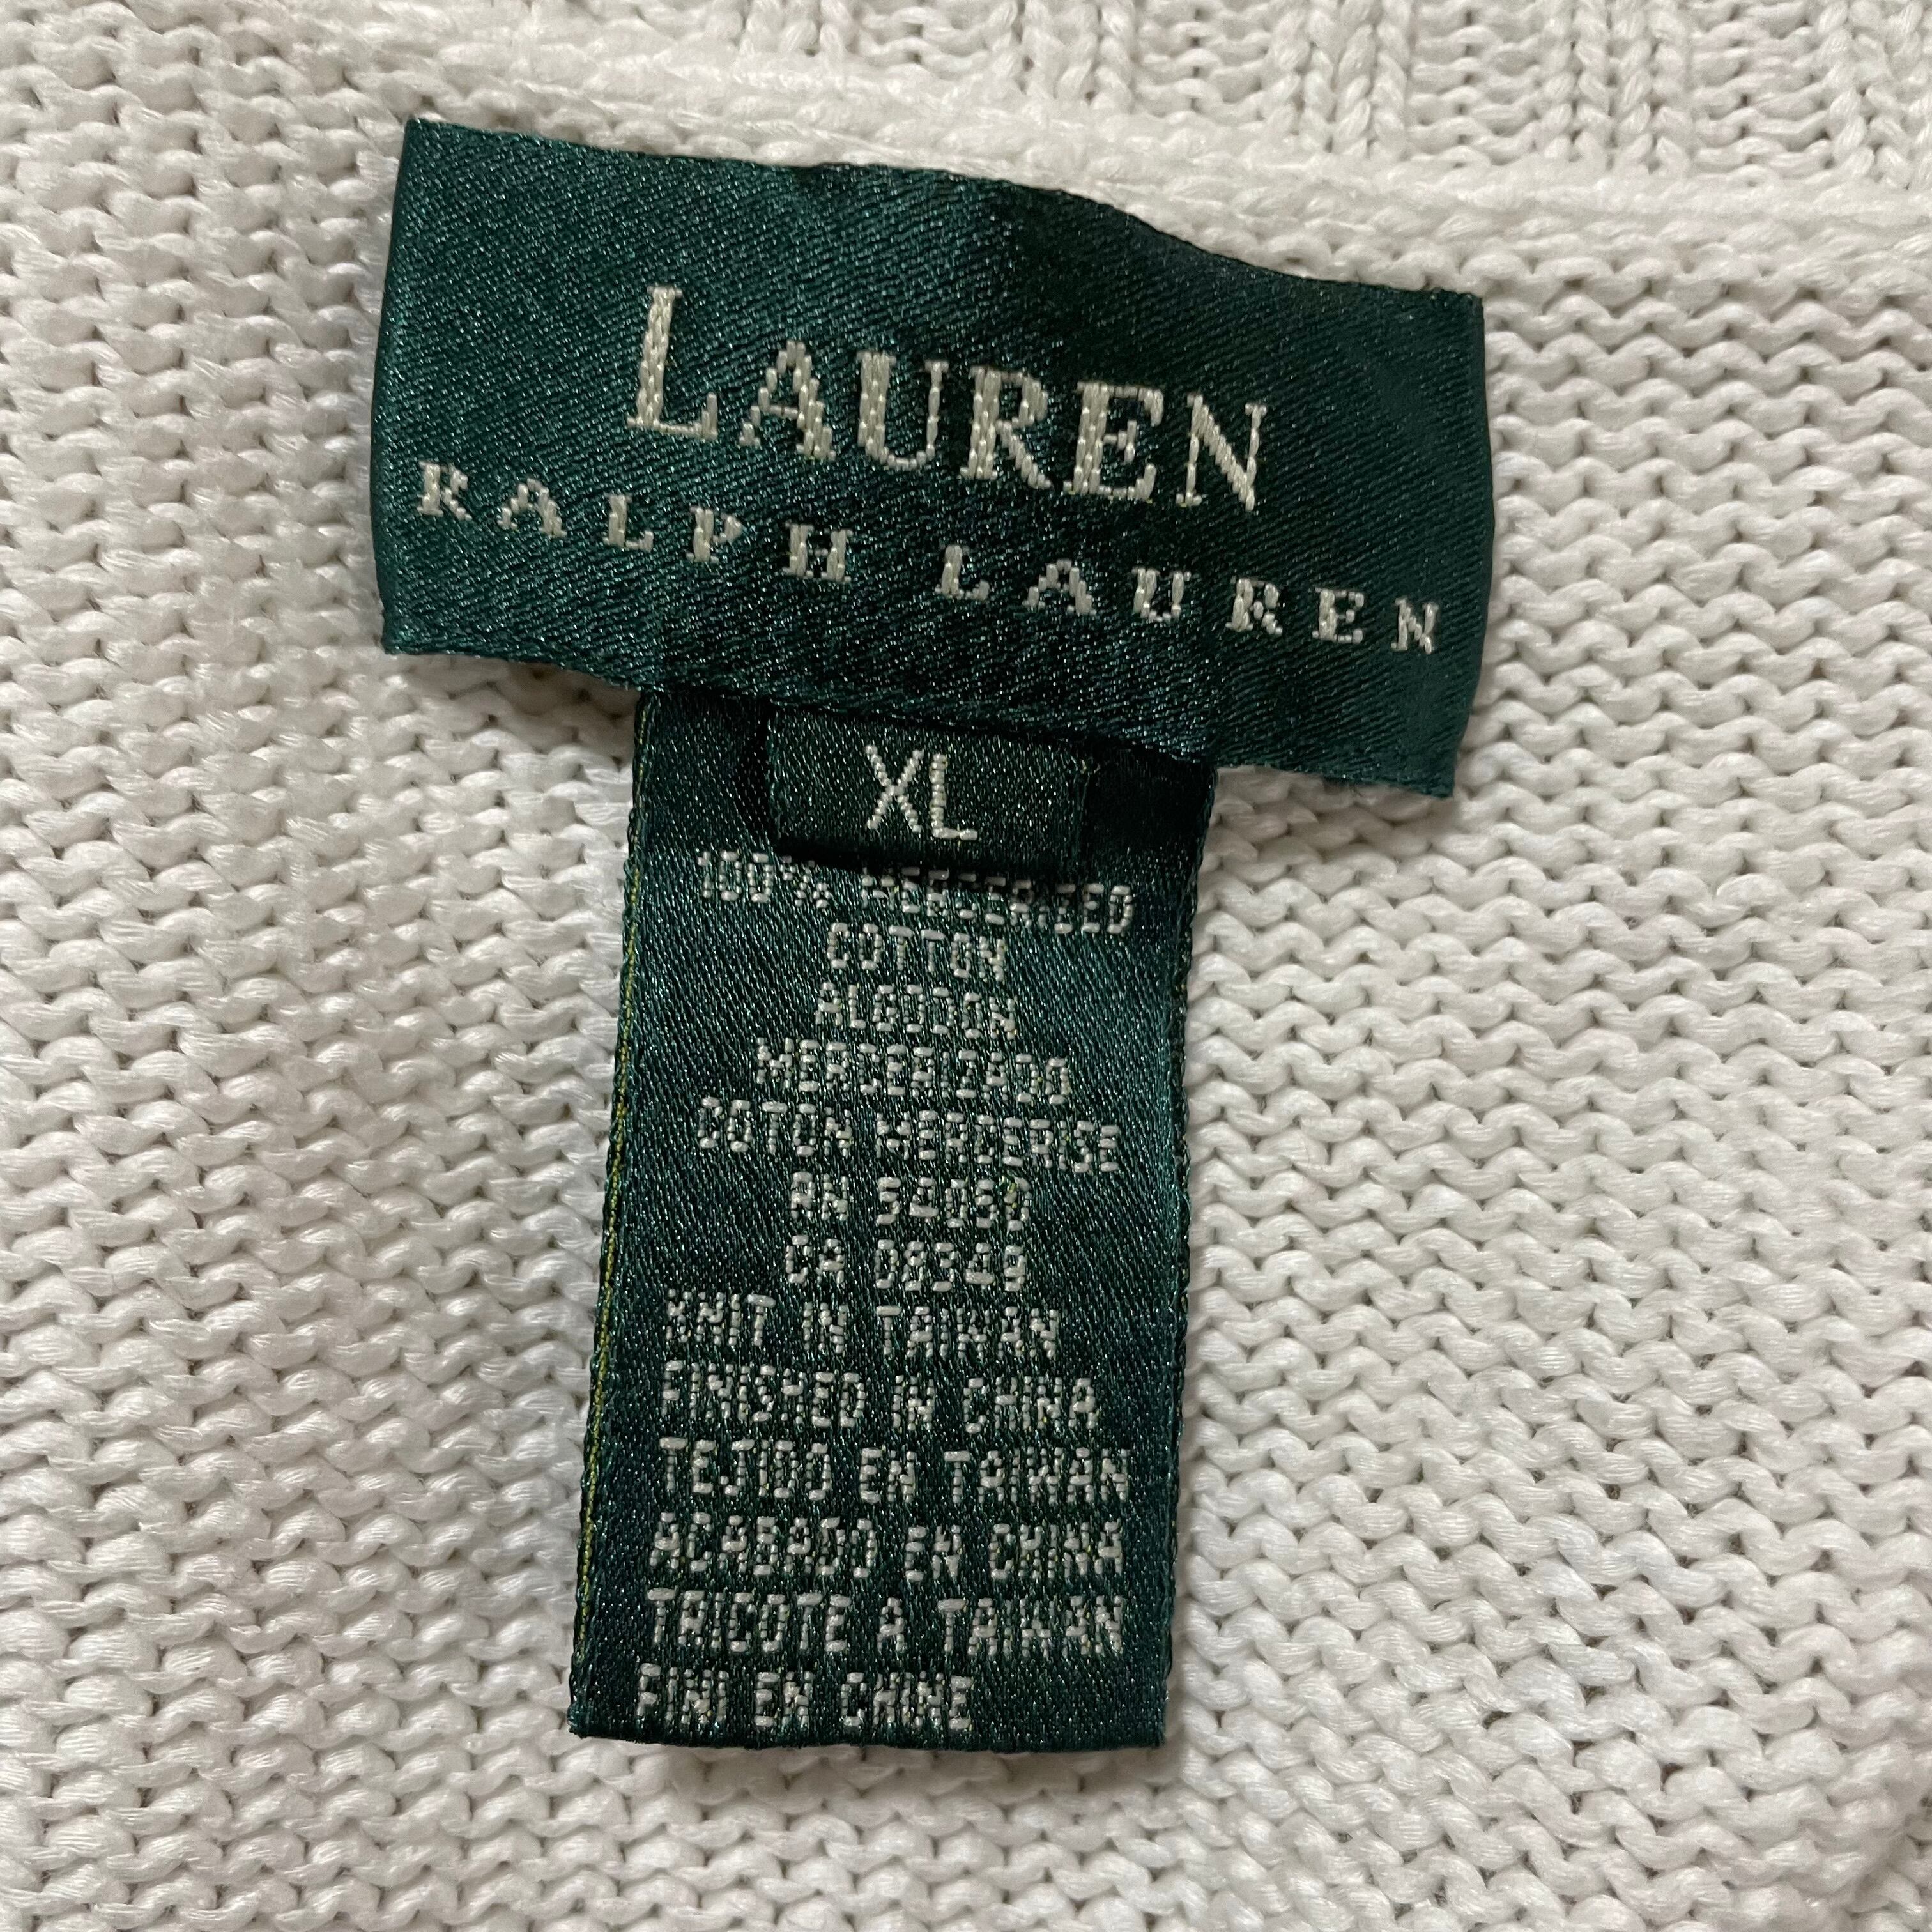 LAUREN
RALPH LAUREN
XL
100% MERCERIZED
COTTON
ALGODON
MERCERIZADO
COTON MERCERISE
RN 54050
CA 08349
KNIT IN TAIWAN
FINISHED IN CHINA
TEJIDO EN TAIWAN
ACABADO EN CHINA
TRICOTE A TAIWAN
FINI EN CHINE